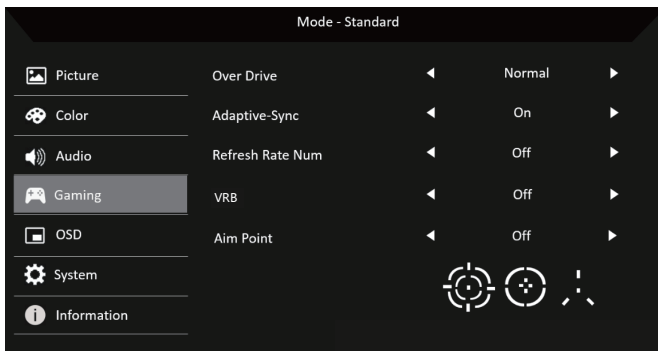 Mode - Standard
Picture
Over Drive Normal
Color
Adaptive-Sync On
Audio
Refresh Rate Num Off
Gaming
VRB Off
OSD
Aim Point Off
System
Information